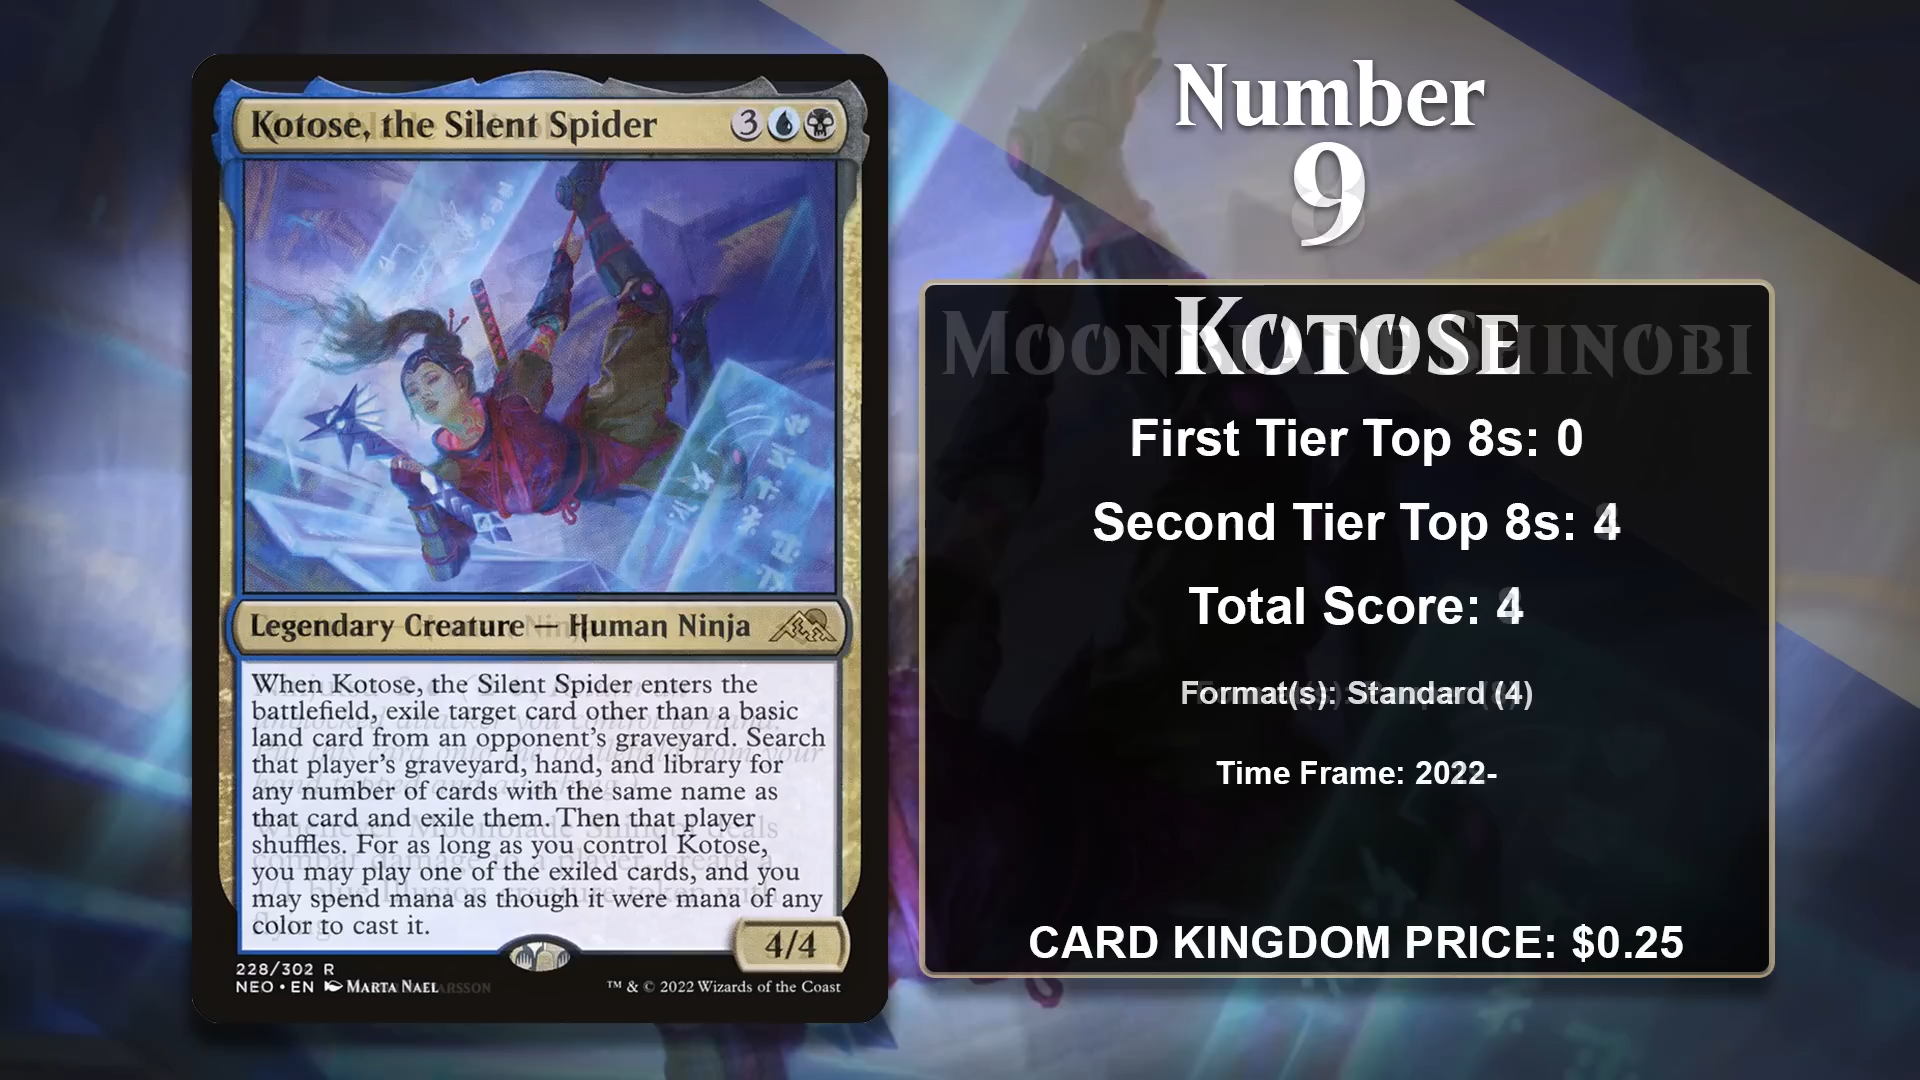 Kotose, the Silent Spider
3
Legendary Creature — Human Ninja
When Kotose, the Silent Spider enters the
battlefield, exile target card other than a basic
land card from an opponent's graveyard. Search
that player's graveyard, hand, and library for
any number of cards with the same name as
that card and exile them. Then that player
shuffles. For as long as you control Kotose,
you may play one of the exiled cards, and you
may spend mana as though it were mana of any
color to cast it.
4/4
228/302 R
NEO • EN Marta Nael
™ & © 2022 Wizards of the Coast
Number
9
Kotose
Moonblade Shinobi
First Tier Top 8s: 0
Second Tier Top 8s: 4
Total Score: 4
Format(s): Standard (4)
Time Frame: 2022-
CARD KINGDOM PRICE: $0.25